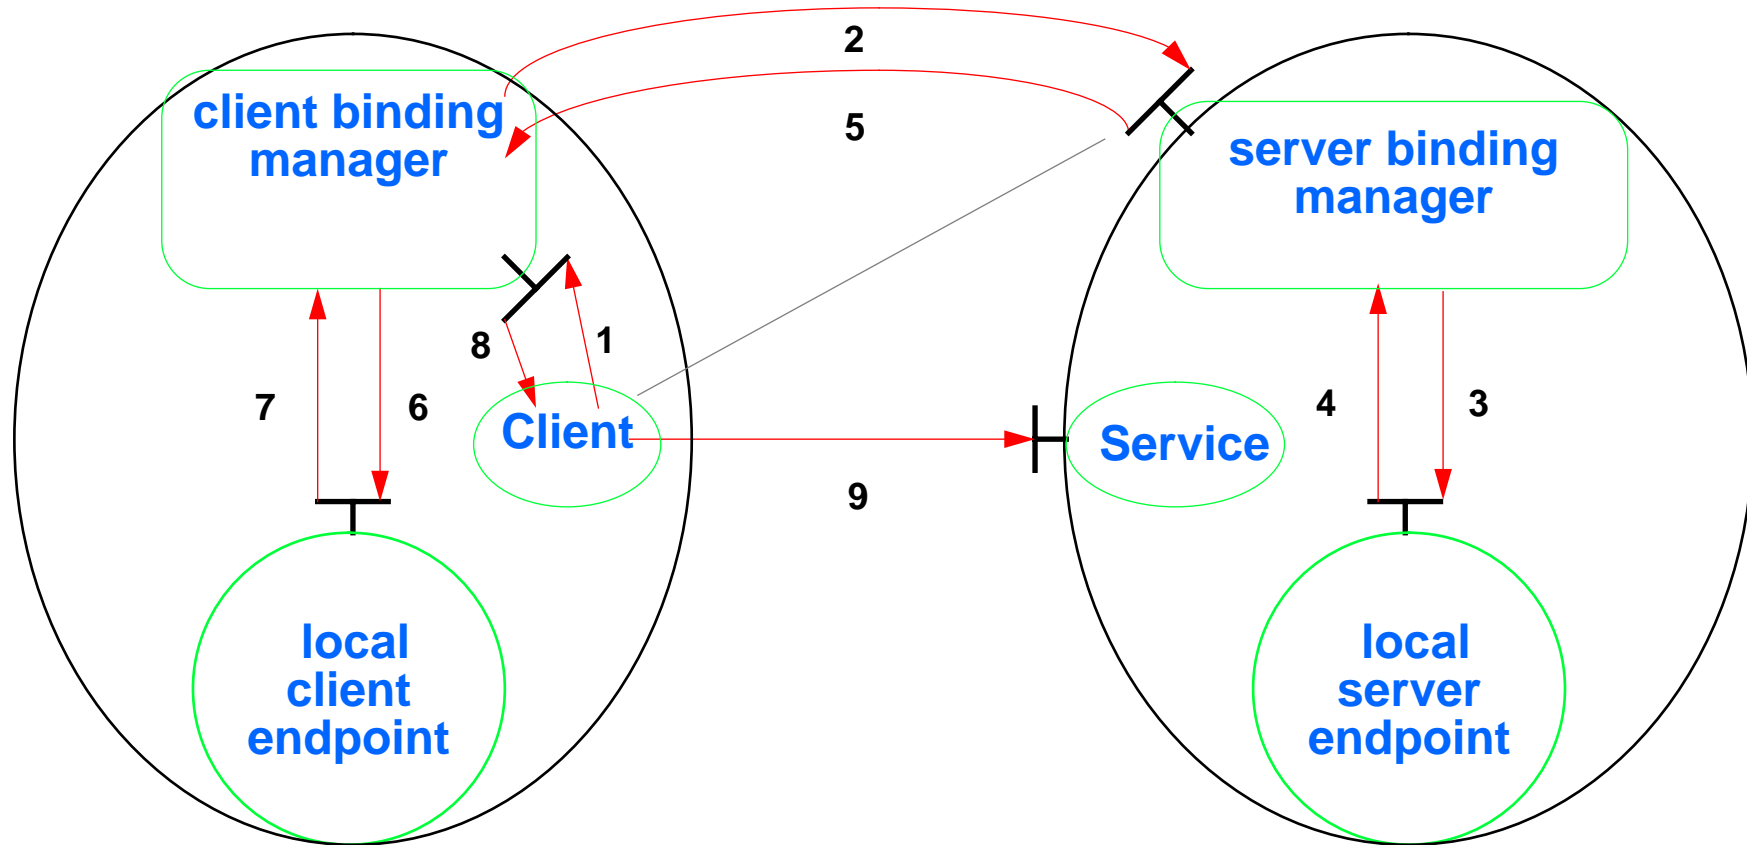 2
client binding
manager
5
server binding
manager
8
1
7
6
Client
4
3
Service
9
local
client
endpoint
local
server
endpoint